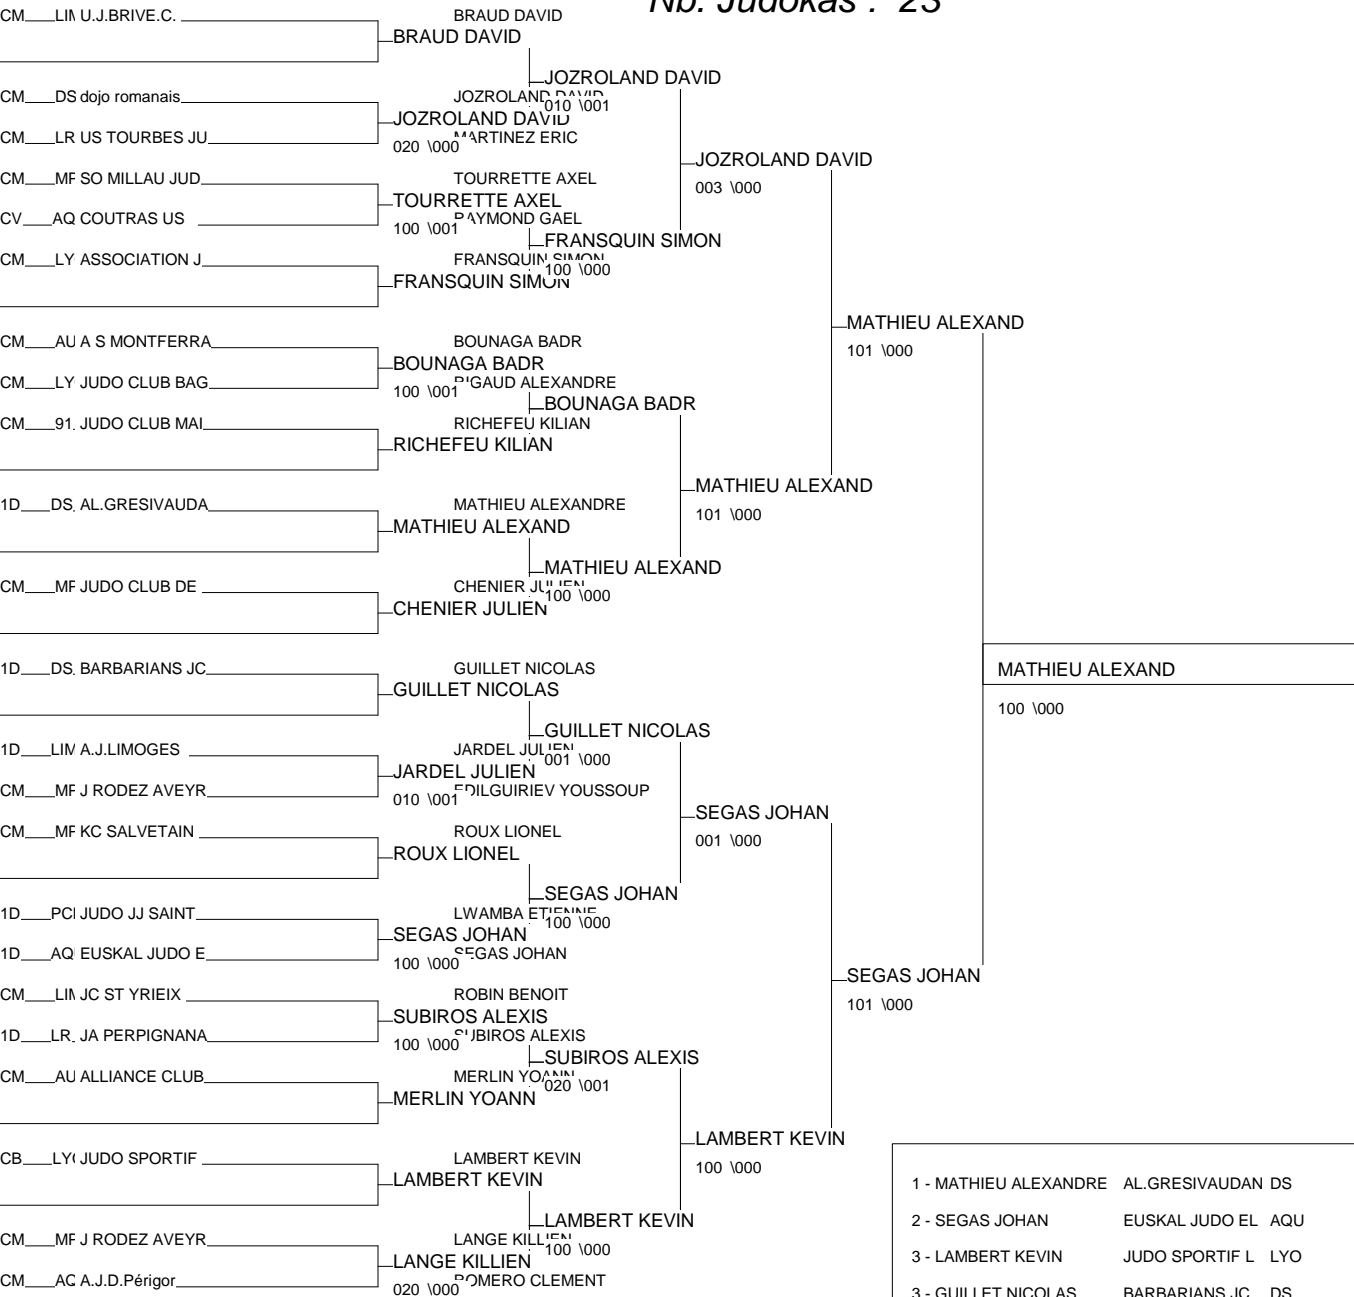 Nb. Judokas : 23
CM LIM U.J.BRIVE.C. BRAUD DAVID
BRAUD DAVID
JOZROLAND DAVID
010 \001
CM DS dojo romanais JOZROLAND DAVID
JOZROLAND DAVID
020 \000
CM LR US TOURBES JU MARTINEZ ERIC
JOZROLAND DAVID
003 \000
CM MP SO MILLAU JUD TOURRETTE AXEL
TOURRETTE AXEL
100 \001
CV AQ COUTRAS US RAYMOND GAEL
FRANSQUIN SIMON
100 \000
CM LY ASSOCIATION J FRANSQUIN SIMON
FRANSQUIN SIMON
MATHIEU ALEXAND
101 \000
CM AU A S MONTFERRA BOUNAGA BADR
BOUNAGA BADR
100 \001
CM LY JUDO CLUB BAG RIGAUD ALEXANDRE
BOUNAGA BADR
CM 91 JUDO CLUB MAI RICHEFEU KILIAN
RICHEFEU KILIAN
MATHIEU ALEXAND
101 \000
1D DS AL.GRESIVAUDA MATHIEU ALEXANDRE
MATHIEU ALEXAND
MATHIEU ALEXAND
100 \000
CM MP JUDO CLUB DE CHENIER JULIEN
CHENIER JULIEN
MATHIEU ALEXAND
100 \000
1D DS BARBARIANS JC GUILLET NICOLAS
GUILLET NICOLAS
GUILLET NICOLAS
001 \000
1D LIM A.J.LIMOGES JARDEL JULIEN
JARDEL JULIEN
010 \001
CM MP J RODEZ AVEYR EDILGUIRIEV YOUSSOUP
SEGAS JOHAN
001 \000
CM MP KC SALVETAIN ROUX LIONEL
ROUX LIONEL
SEGAS JOHAN
100 \000
1D PC JUDO JJ SAINT LWAMBA ETIENNE
SEGAS JOHAN
100 \000
1D AQ EUSKAL JUDO E SEGAS JOHAN
SEGAS JOHAN
101 \000
CM LIM JC ST YRIEIX ROBIN BENOIT
SUBIROS ALEXIS
100 \000
1D LR JA PERPIGNANA SUBIROS ALEXIS
SUBIROS ALEXIS
020 \001
CM AU ALLIANCE CLUB MERLIN YOANN
MERLIN YOANN
LAMBERT KEVIN
100 \000
CB LY JUDO SPORTIF LAMBERT KEVIN
LAMBERT KEVIN
LAMBERT KEVIN
100 \000
CM MP J RODEZ AVEYR LANGE KILLIEN
LANGE KILLIEN
020 \000
CM AQ A.J.D.Périgor ROMERO CLEMENT
1 - MATHIEU ALEXANDRE AL.GRESIVAUDAN DS
2 - SEGAS JOHAN EUSKAL JUDO EL AQU
3 - LAMBERT KEVIN JUDO SPORTIF L LYO
3 - GUILLET NICOLAS BARBARIANS JC DS